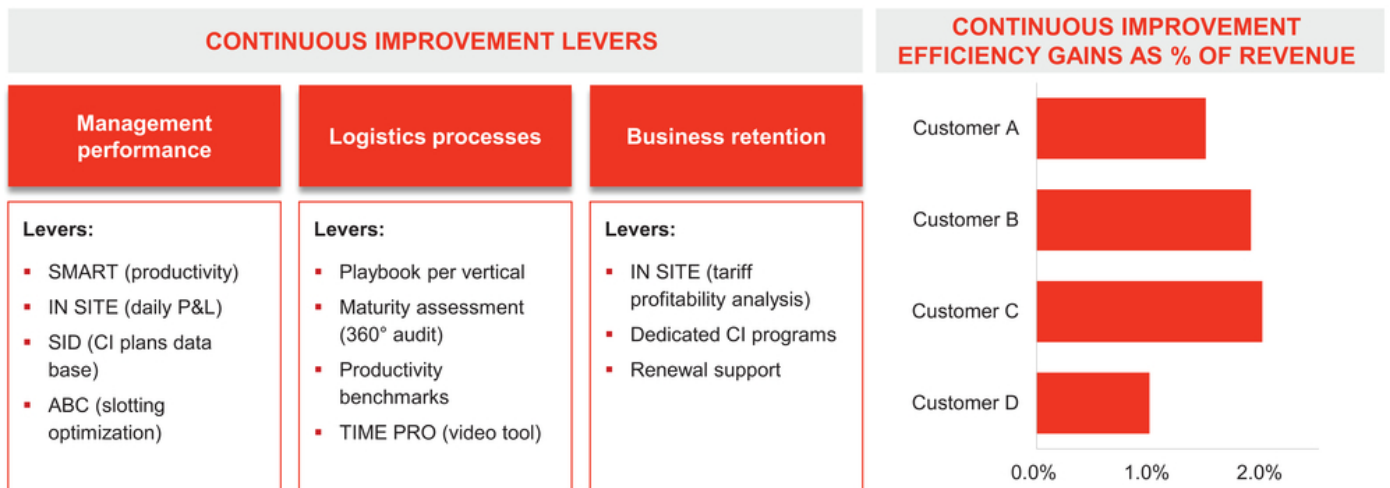 CONTINUOUS IMPROVEMENT LEVERS
Management
performance
Levers:
▪ SMART (productivity)
▪ IN SITE (daily P&L)
▪ SID (CI plans data
base)
▪ ABC (slotting
optimization)
Logistics processes
Levers:
▪ Playbook per vertical
▪ Maturity assessment
(360° audit)
▪ Productivity
benchmarks
▪ TIME PRO (video tool)
Business retention
Levers:
▪ IN SITE (tariff
profitability analysis)
▪ Dedicated CI programs
▪ Renewal support
CONTINUOUS IMPROVEMENT
EFFICIENCY GAINS AS % OF REVENUE
Customer A
Customer B
Customer C
Customer D
0.0% 1.0% 2.0%